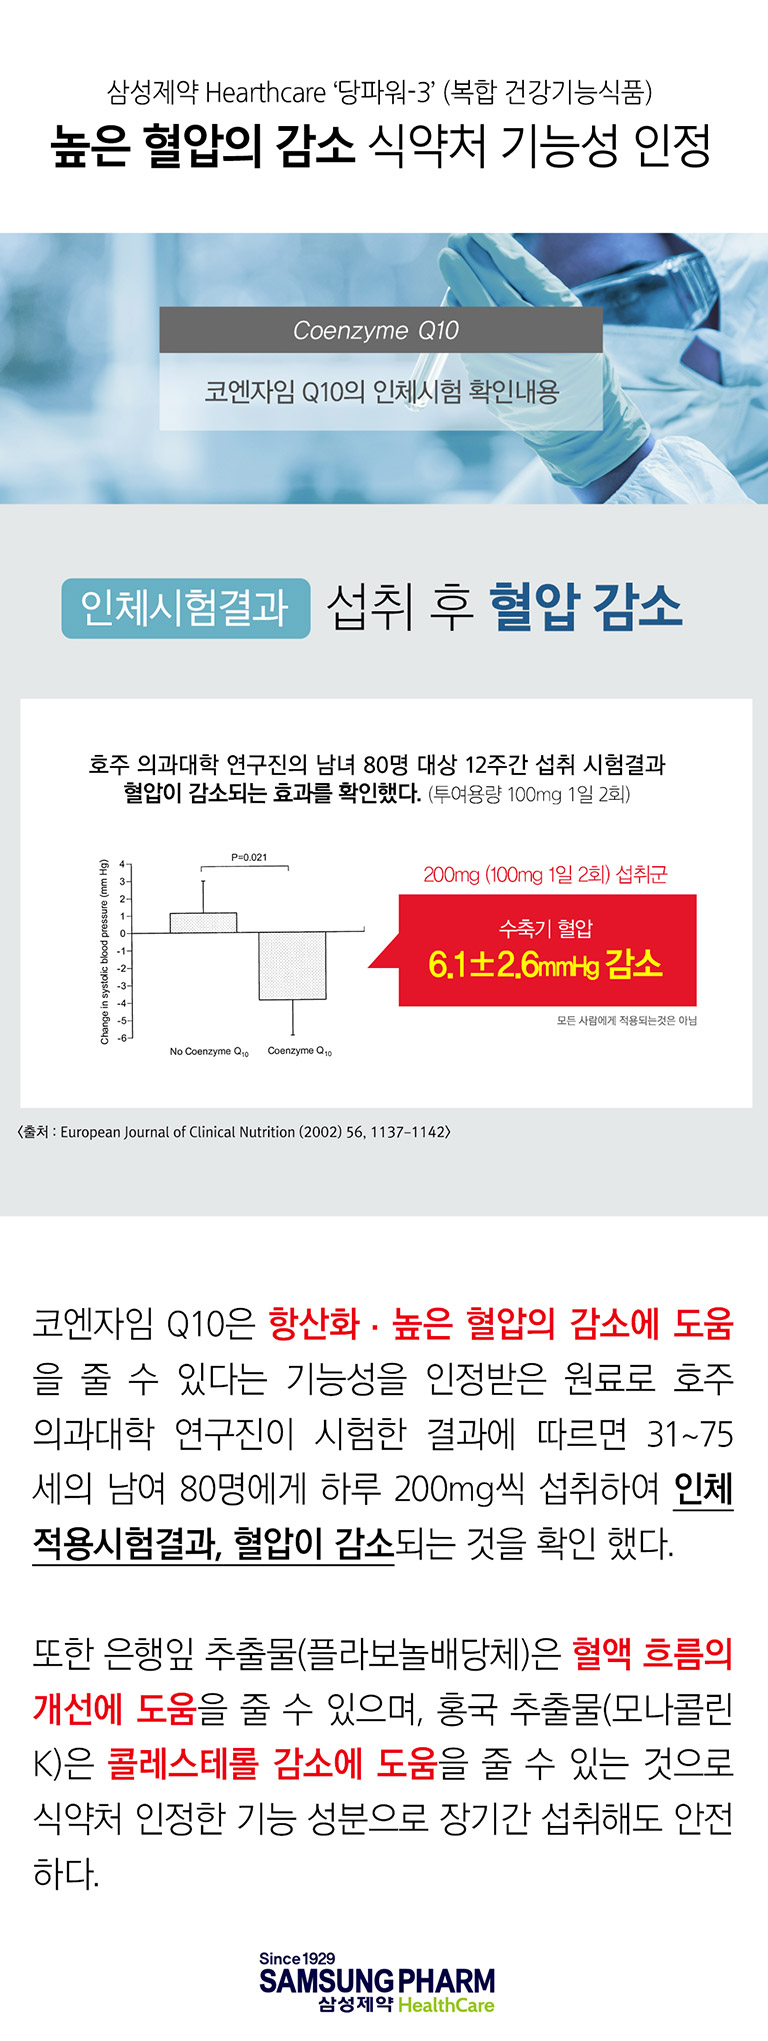 삼성제약 Hearthcare ‘당파워-3’ (복합 건강기능식품)
높은 혈압의 감소 식약처 기능성 인정
Coenzyme Q10
코엔자임 Q10의 인체시험 확인내용
인체시험결과 섭취 후 혈압 감소
호주 의과대학 연구진의 남녀 80명 대상 12주간 섭취 시험결과
혈압이 감소되는 효과를 확인했다. (투여용량 100mg 1일 2회)
Change in systolic blood pressure (mm Hg)
4
3
2
1
0
-1
-2
-3
-4
-5
-6
P=0.021
No Coenzyme Q10
Coenzyme Q10
200mg (100mg 1일 2회) 섭취군
수축기 혈압
6.1±2.6mmHg 감소
모든 사람에게 적용되는것은 아님
〈출처 : European Journal of Clinical Nutrition (2002) 56, 1137–1142〉
코엔자임 Q10은 항산화 · 높은 혈압의 감소에 도움
을 줄 수 있다는 기능성을 인정받은 원료로 호주
의과대학 연구진이 시험한 결과에 따르면 31~75
세의 남여 80명에게 하루 200mg씩 섭취하여 인체
적용시험결과, 혈압이 감소되는 것을 확인 했다.
또한 은행잎 추출물(플라보놀배당체)은 혈액 흐름의
개선에 도움을 줄 수 있으며, 홍국 추출물(모나콜린
K)은 콜레스테롤 감소에 도움을 줄 수 있는 것으로
식약처 인정한 기능 성분으로 장기간 섭취해도 안전
하다.
Since 1929
SAMSUNG PHARM
삼성제약 HealthCare